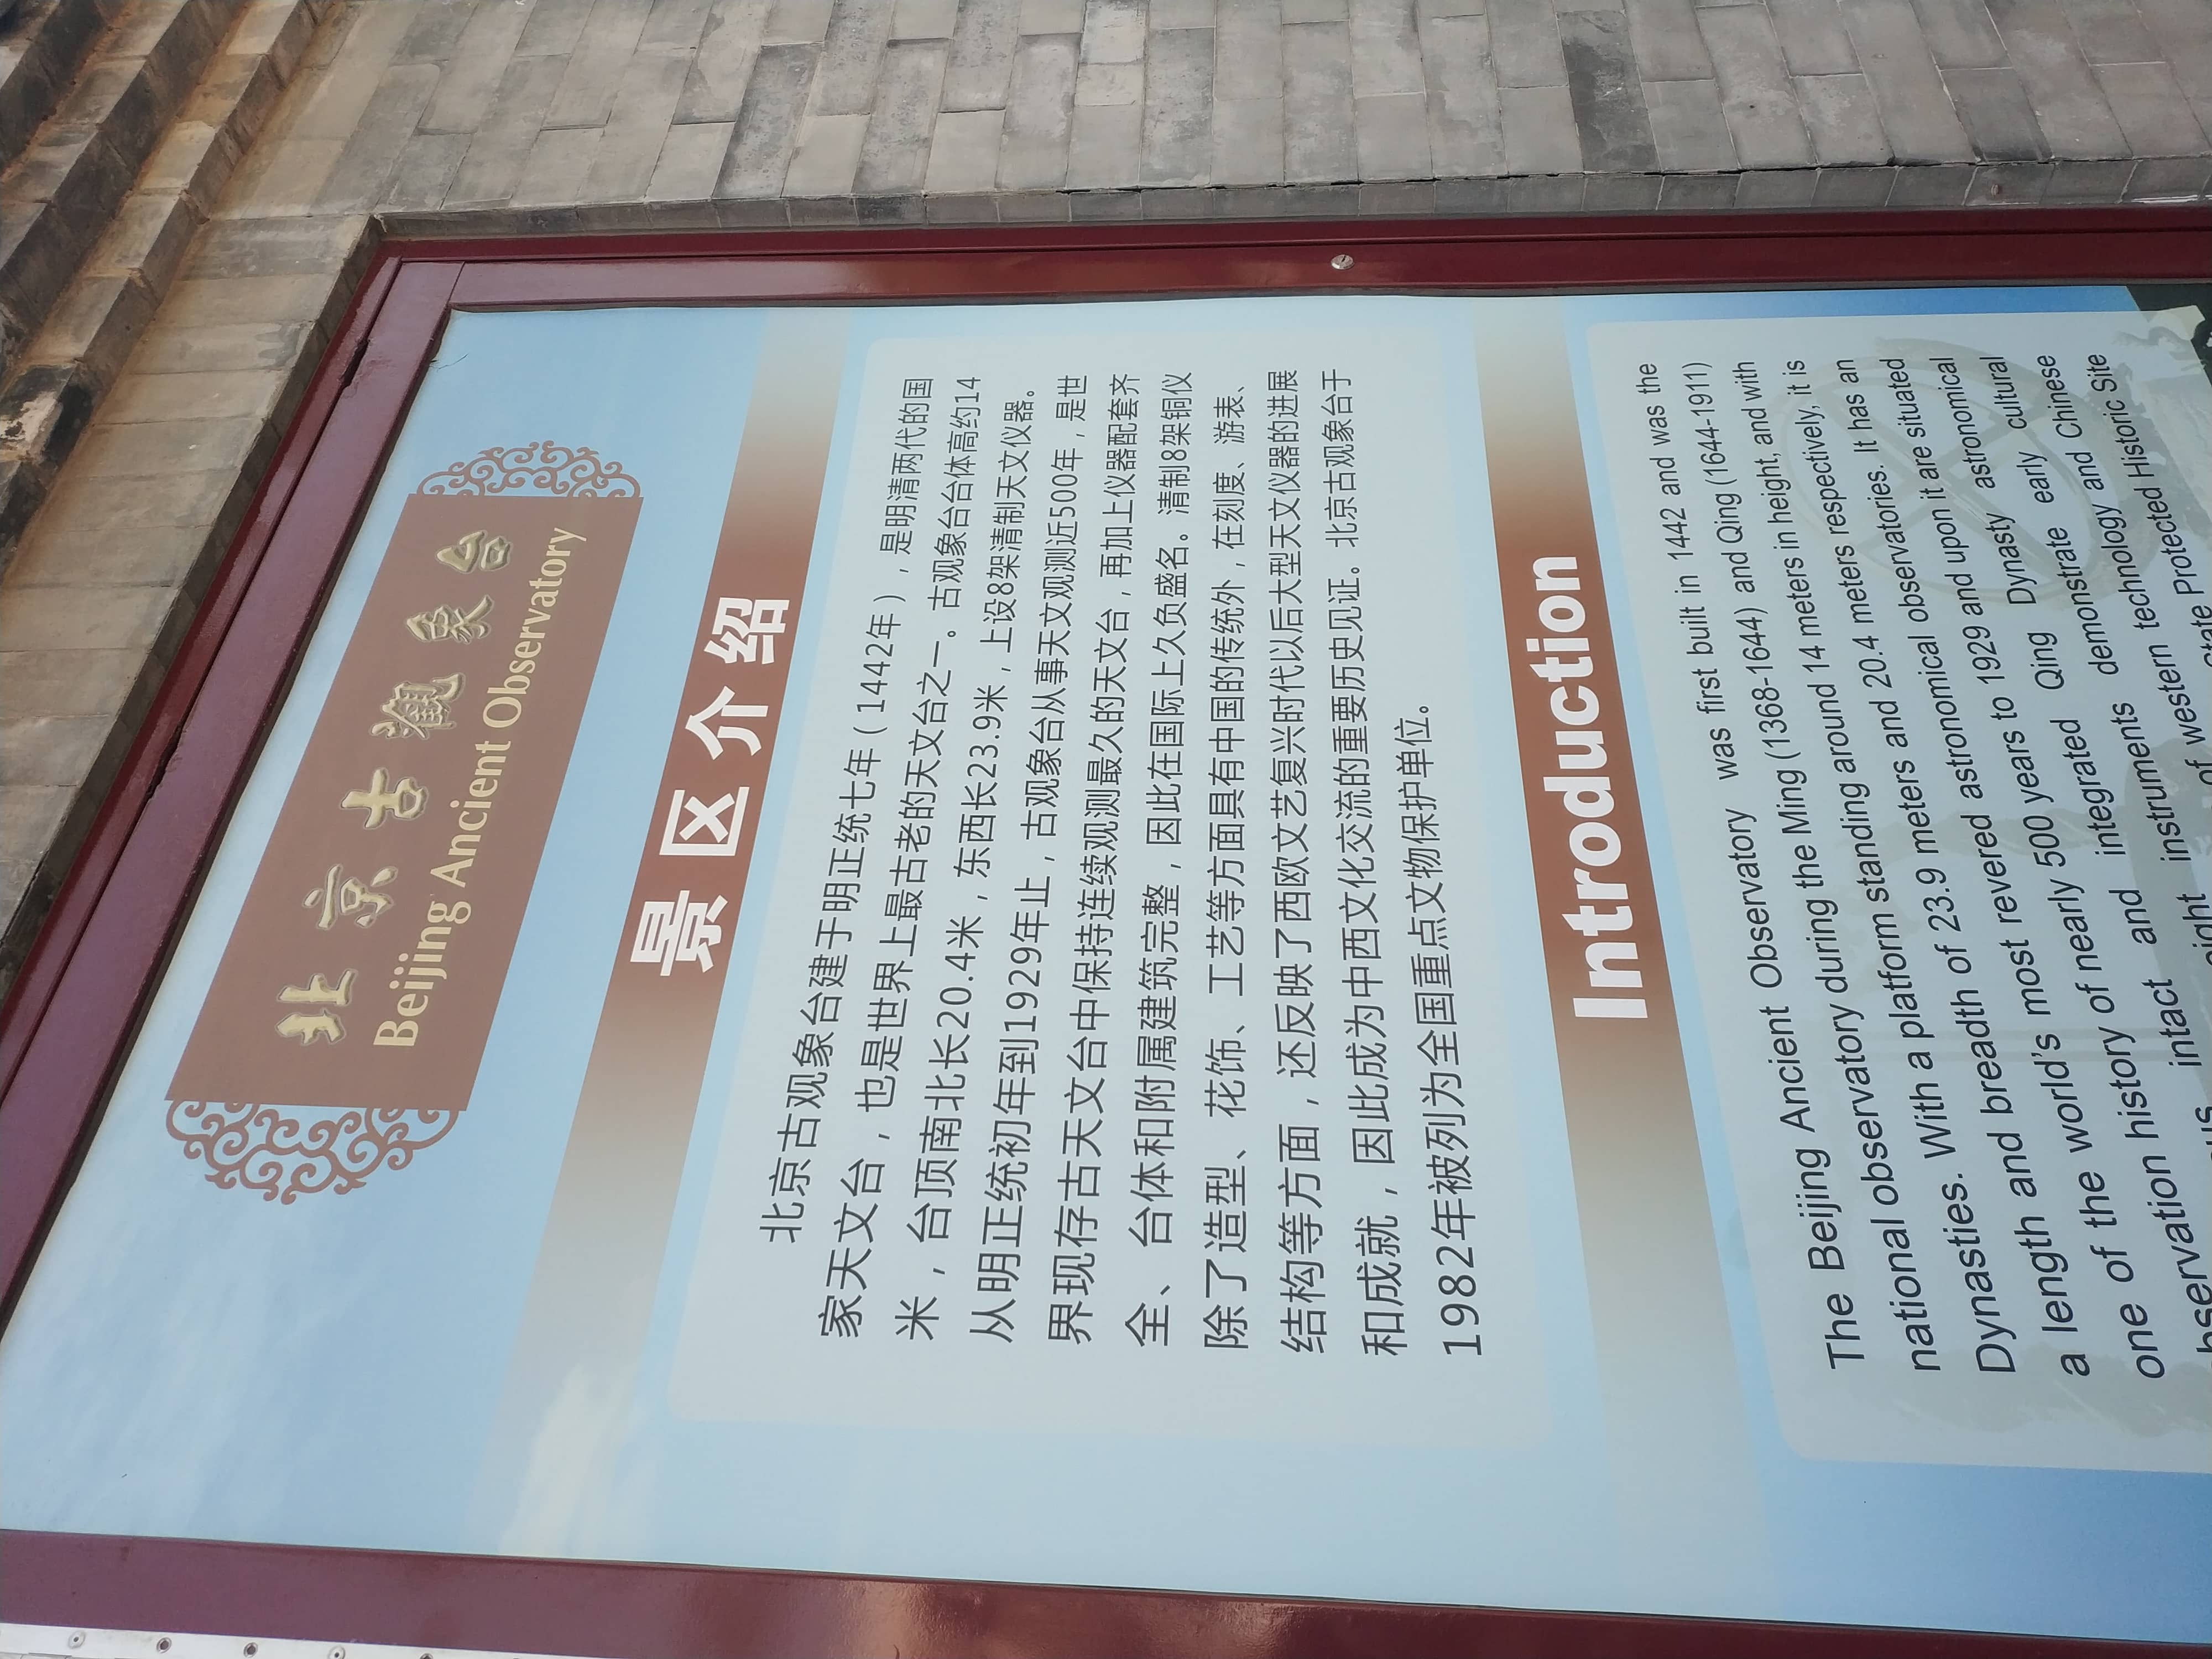 北京古觀象台
Beijing Ancient Observatory
景区介绍
北京古观象台建于明正统七年（1442年），是明清两代的国
家天文台，也是世界上最古老的天文台之一。古观象台台体高约14
米，台顶南北长20.4米，东西长23.9米，上设8架清制天文仪器。
从明正统初年到1929年止，古观象台从事天文观测近500年，是世
界现存古天文台中保持连续观测最久的天文台，再加上仪器配套齐
全、台体和附属建筑完整，因此在国际上久负盛名。清制8架铜仪
除了造型、花饰、工艺等方面具有中国的传统外，在刻度、游表、
结构等方面，还反映了西欧文艺复兴时代以后大型天文仪器的进展
和成就，因此成为中西文化交流的重要历史见证。北京古观象台于
1982年被列为全国重点文物保护单位。
Introduction
The Beijing Ancient Observatory was first built in 1442 and was the
national observatory during the Ming (1368-1644) and Qing (1644-1911)
Dynasties. With a platform standing around 14 meters in height, and with
a length and breadth of 23.9 meters and 20.4 meters respectively, it is
one of the world's most revered astronomical observatories. It has an
observation history of nearly 500 years to 1929 and upon it are situated
intact and integrated Qing Dynasty astronomical
instruments demonstrate early cultural
of western technology and Chinese
State Protected Historic Site